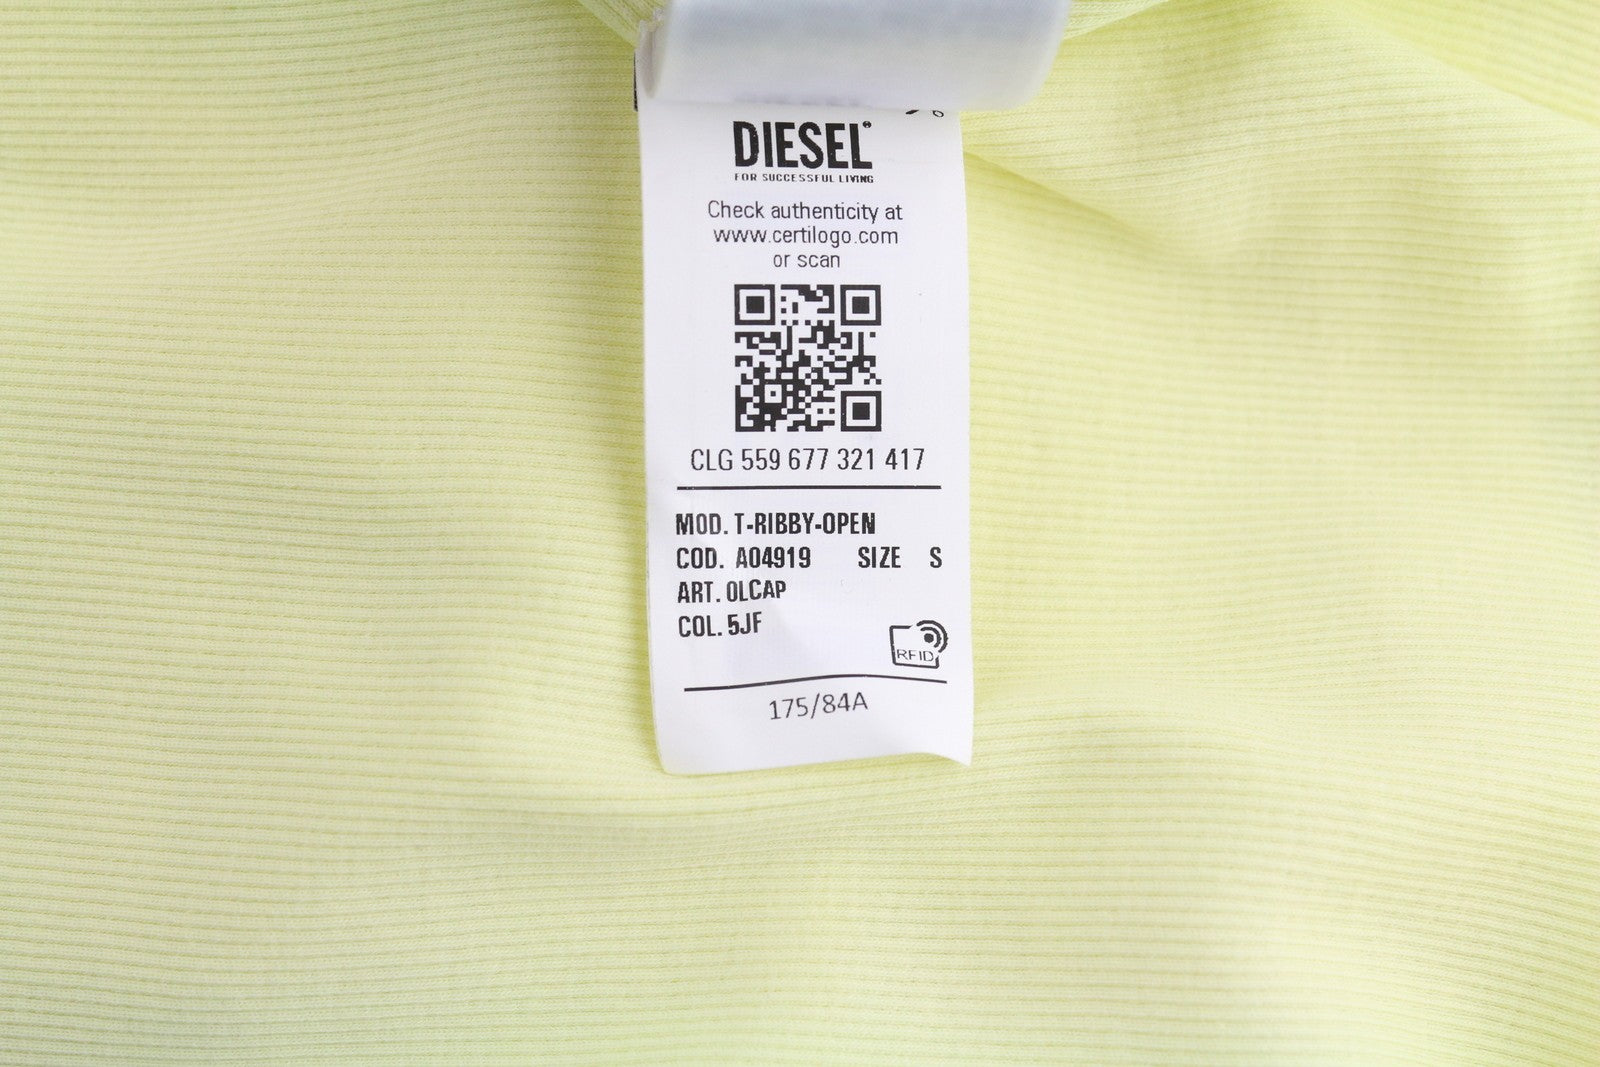 DIESEL®
FOR SUCCESSFUL LIVING
Check authenticity at
www.certilogo.com
or scan
CLG 559 677 321 417
MOD. T-RIBBY-OPEN
COD. A04919 SIZE S
ART. 0LCAP
COL. 5JF
RFID
175/84A